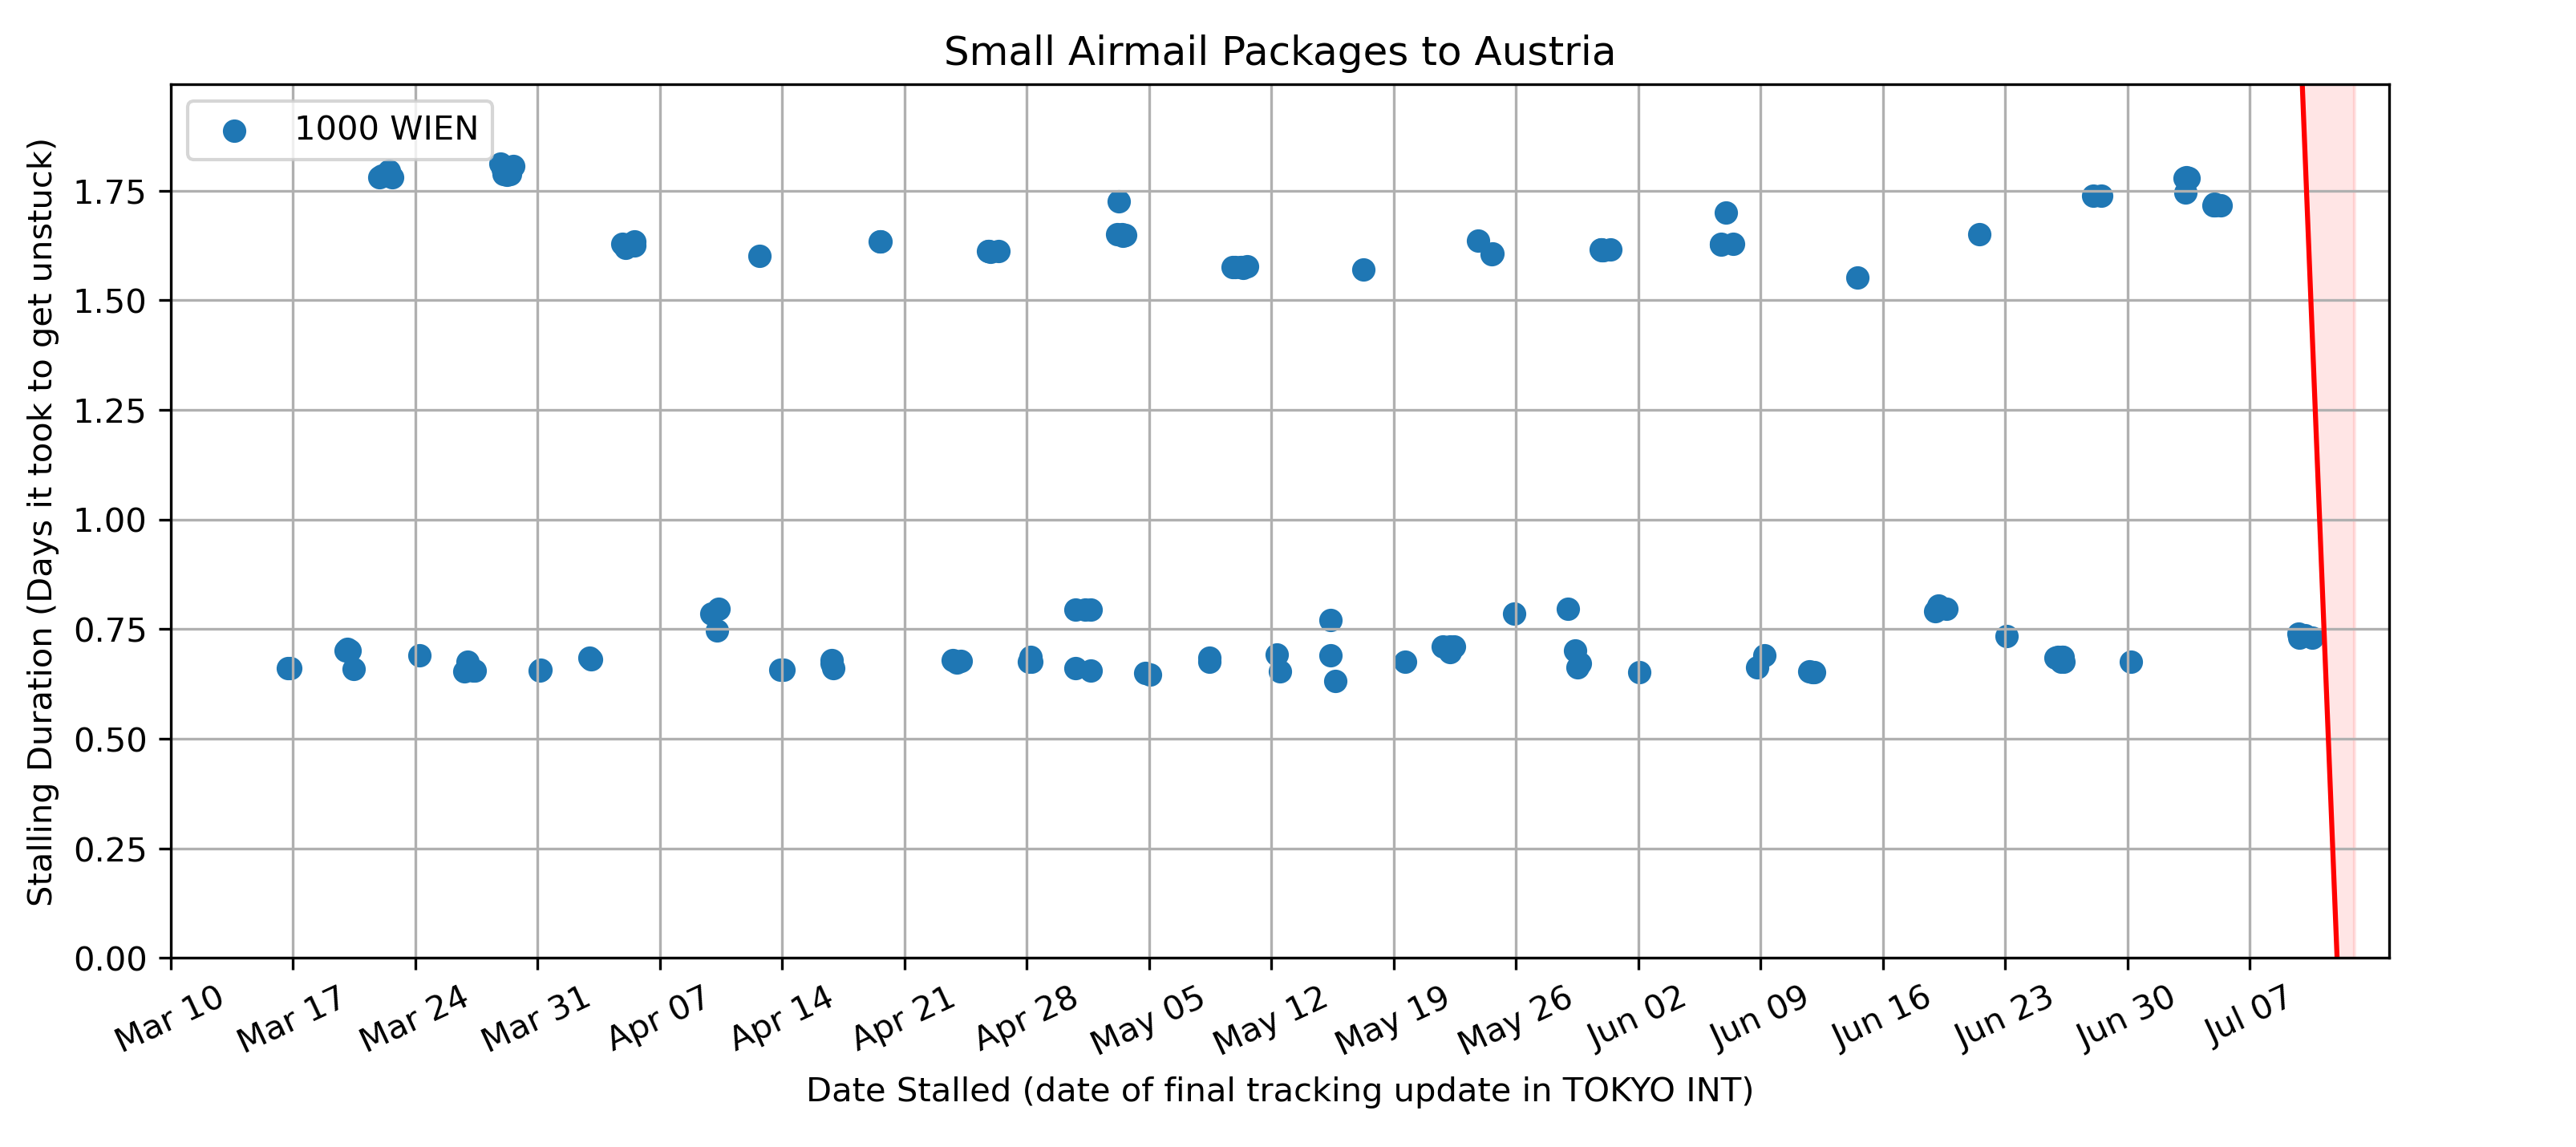 Small Airmail Packages to Austria
1000 WIEN
Stalling Duration (Days it took to get unstuck)
1.75
1.50
1.25
1.00
0.75
0.50
0.25
0.00
Mar 10
Mar 17
Mar 24
Mar 31
Apr 07
Apr 14
Apr 21
Apr 28
May 05
May 12
May 19
May 26
Jun 02
Jun 09
Jun 16
Jun 23
Jun 30
Jul 07
Date Stalled (date of final tracking update in TOKYO INT)